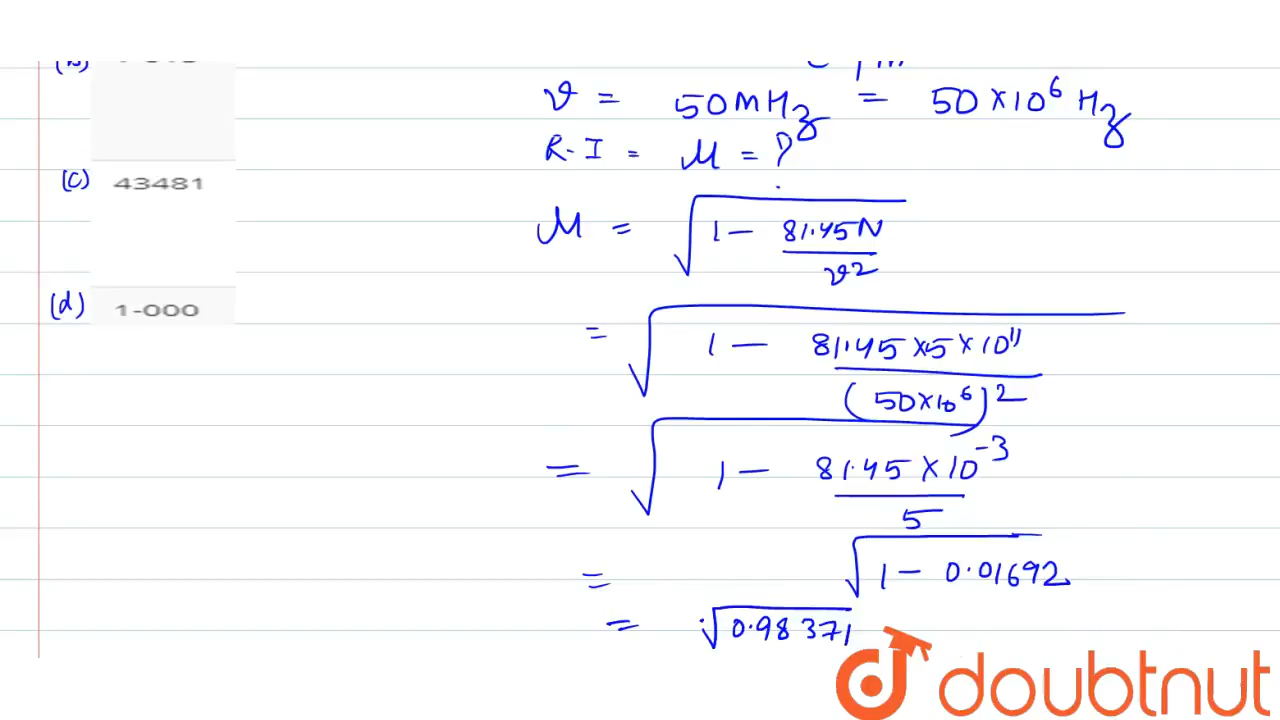 (c) 43481
(d) 1-000
ϑ = 50MHz = 50×10⁶ Hz
R.I = μ = ?
μ = √(1 - 81.45N / ϑ²)
= √(1 - 81.45×5×10¹¹ / (50×10⁶)²)
= √(1 - 81.45×10⁻³ / 5)
= √(1 - 0.01692)
= √0.98371
doubtnut